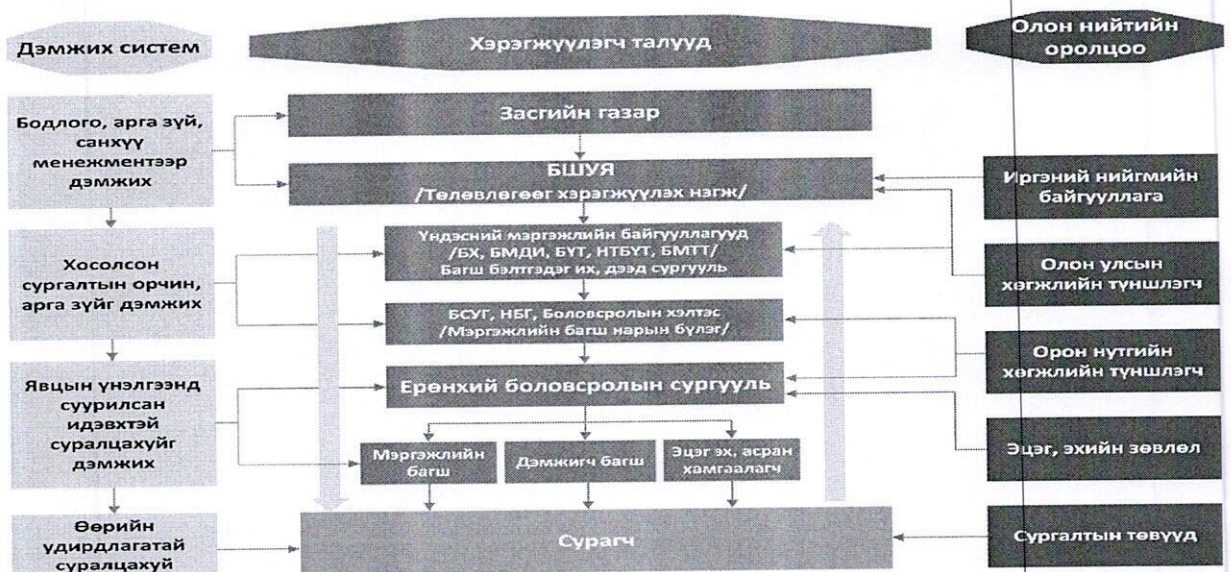 Дэмжих систем
Хэрэгжүүлэгч талууд
Олон нийтийн
оролцоо
Бодлого, арга зүй,
санхүү
менежментээр
дэмжих
Хосолсон
сургалтын орчин,
арга зүйг дэмжих
Явцын үнэлгээнд
суурилсан
идэвхтэй
суралцахуйг
дэмжих
Өөрийн
удирдлагатай
суралцахуй
Засгийн газар
БШУЯ
/Төлөвлөгөөг хэрэгжүүлэх нэгж/
Үндэсний мэргэжлийн байгууллагууд
/БХ, БМДИ, БҮТ, НТБҮТ, БМТТ/
Багш бэлтгэдэг их, дээд сургууль
БСУГ, НБГ, Боловсролын хэлтэс
/Мэргэжлийн багш нарын бүлэг/
Ерөнхий боловсролын сургууль
Мэргэжлийн
багш
Дэмжигч багш
Эцэг эх, асран
хамгаалагч
Сурагч
Иргэний нийгмийн
байгууллага
Олон улсын
хөгжлийн түншлэгч
Орон нутгийн
хөгжлийн түншлэгч
Эцэг, эхийн зөвлөл
Сургалтын төвүүд